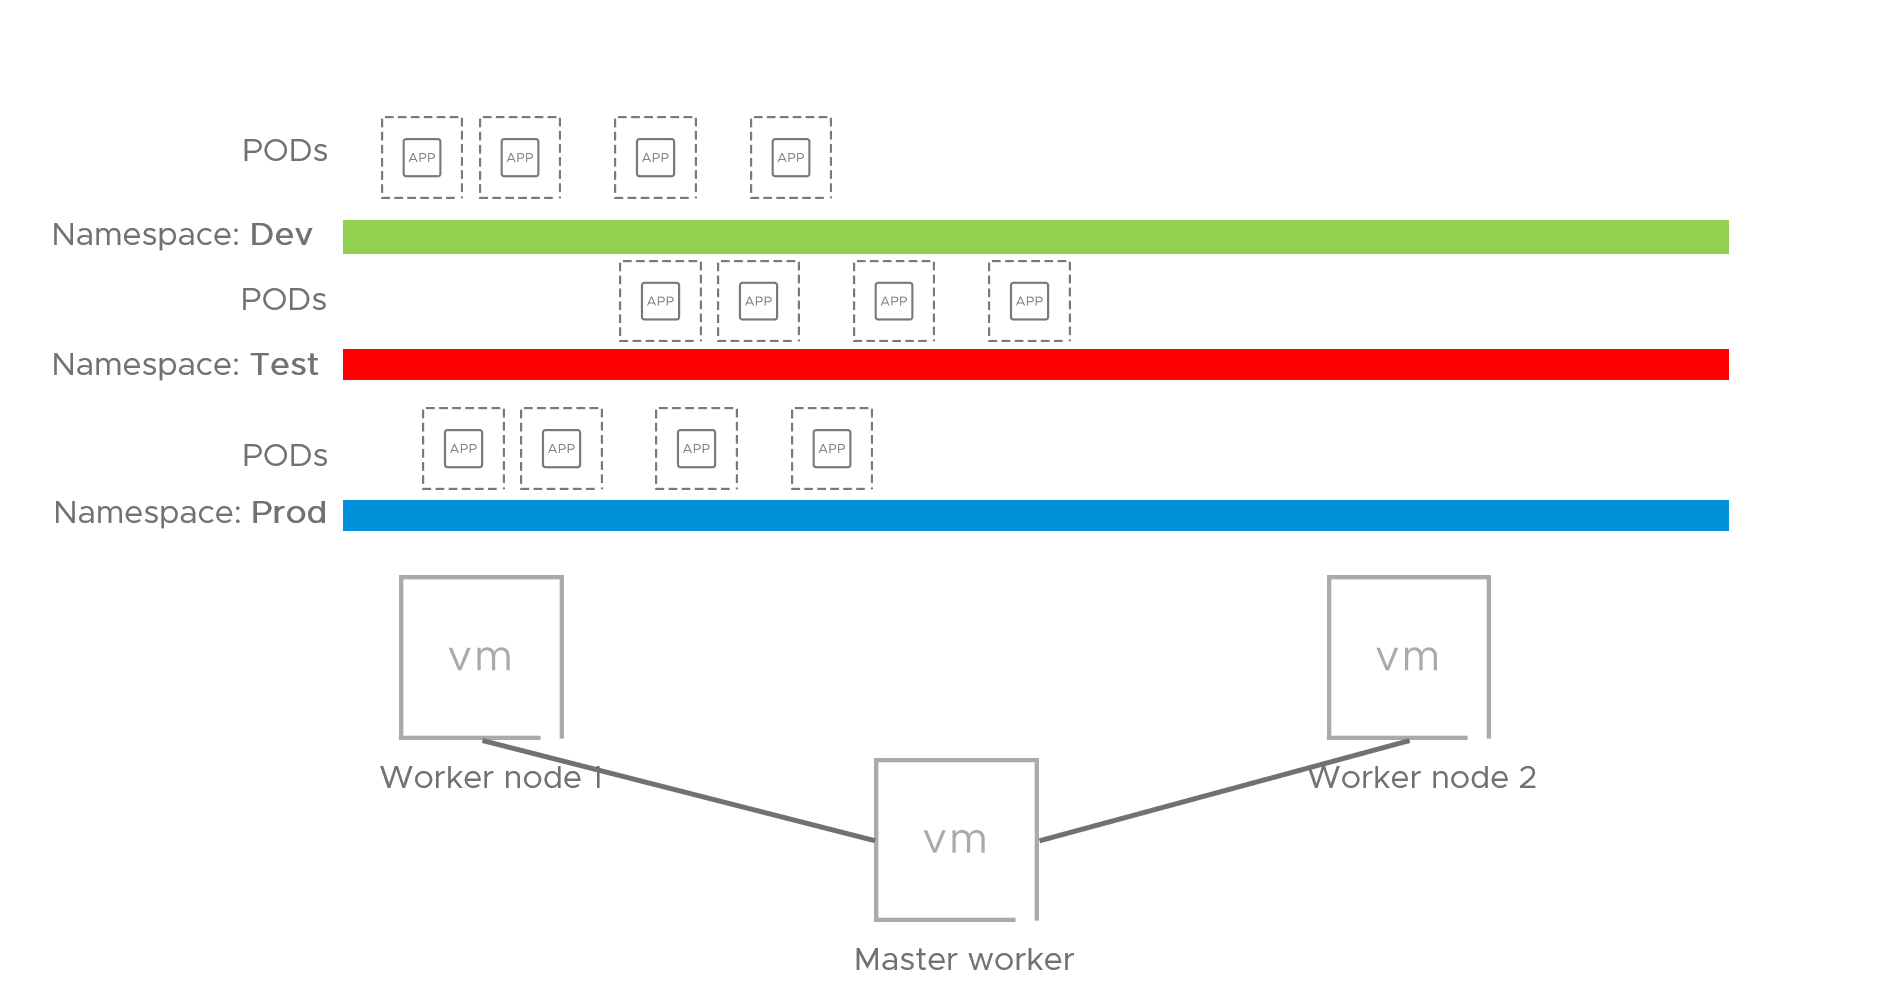 PODs
APP APP APP APP
Namespace: Dev
PODs
APP APP APP APP
Namespace: Test
PODs
APP APP APP APP
Namespace: Prod
vm vm
Worker node 1 Worker node 2
vm
Master worker